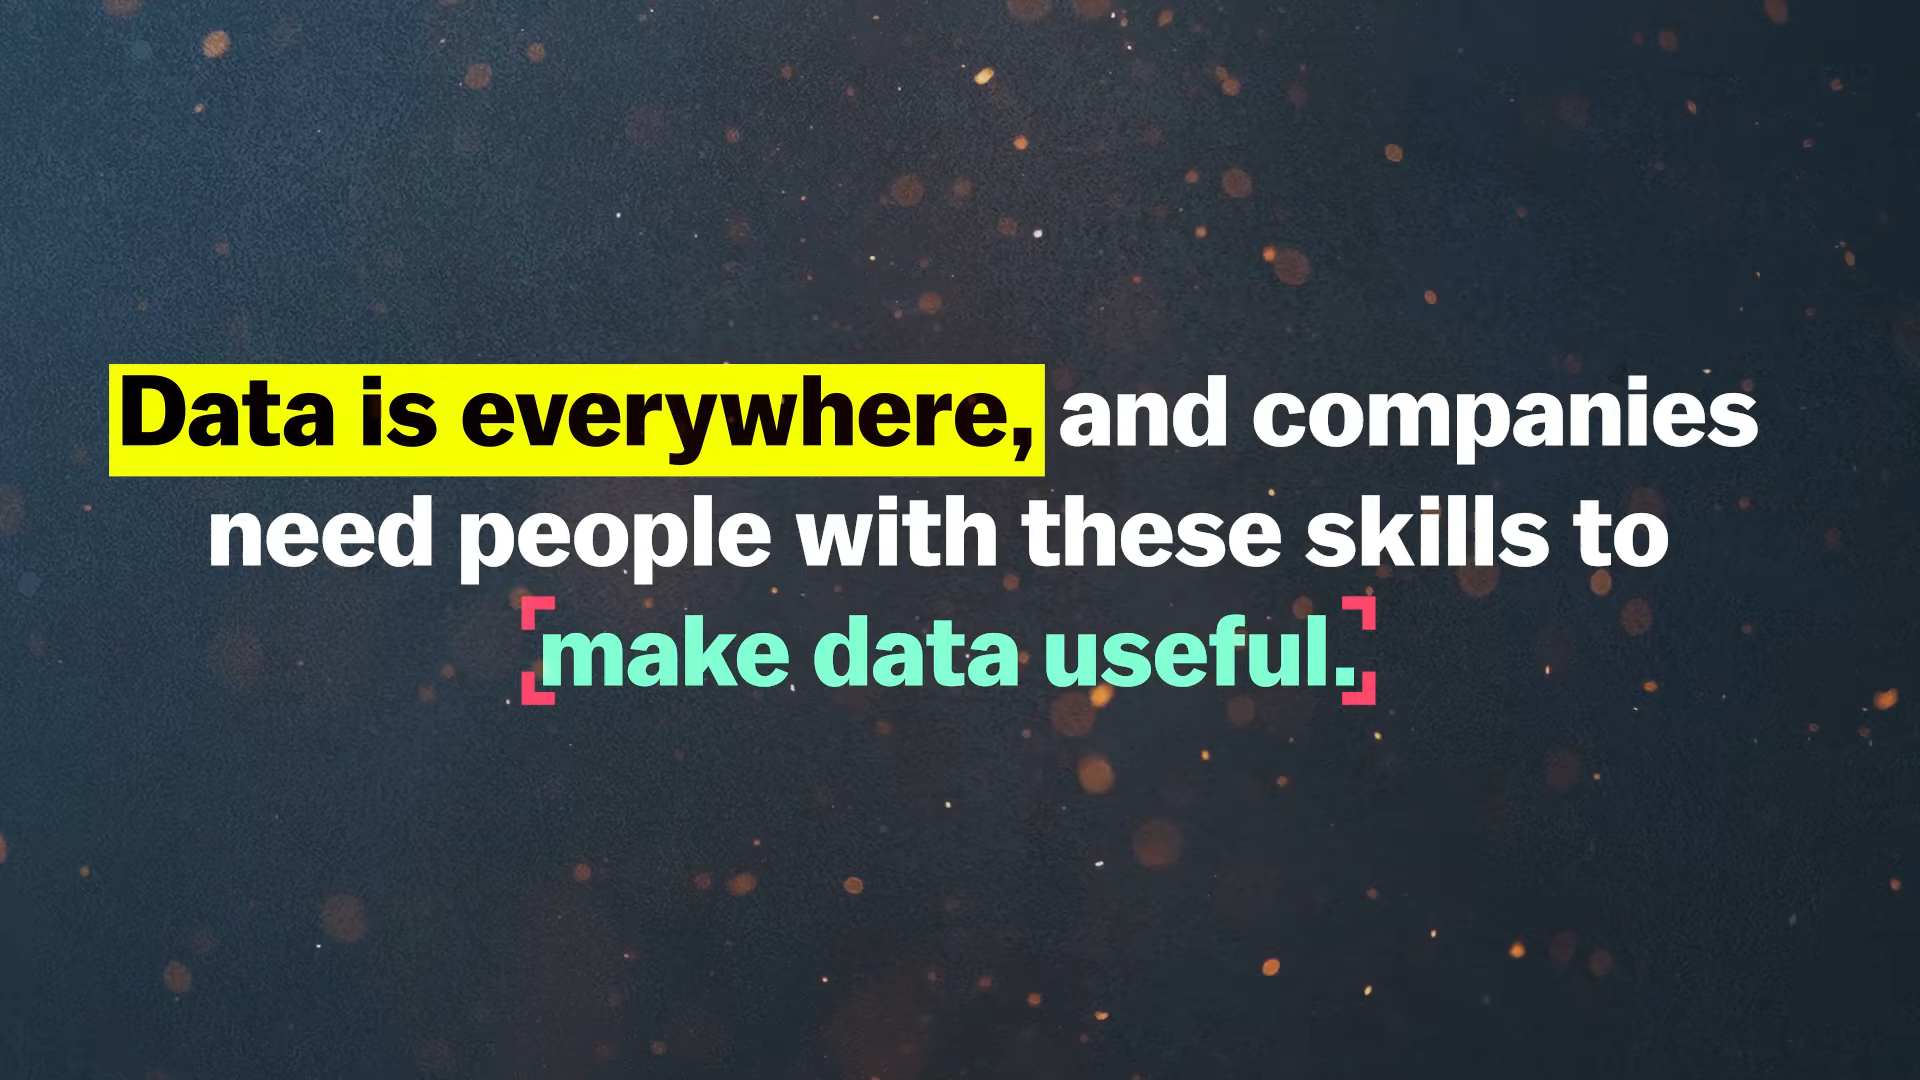 Data is everywhere, and companies
need people with these skills to
make data useful.